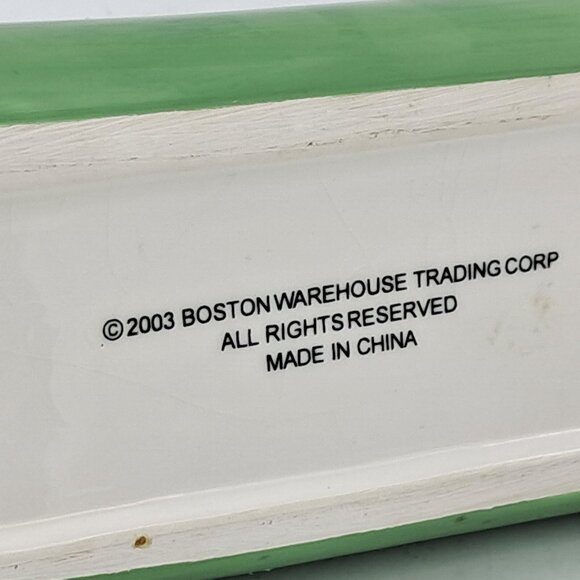 ©2003 BOSTON WAREHOUSE TRADING CORP
ALL RIGHTS RESERVED
MADE IN CHINA